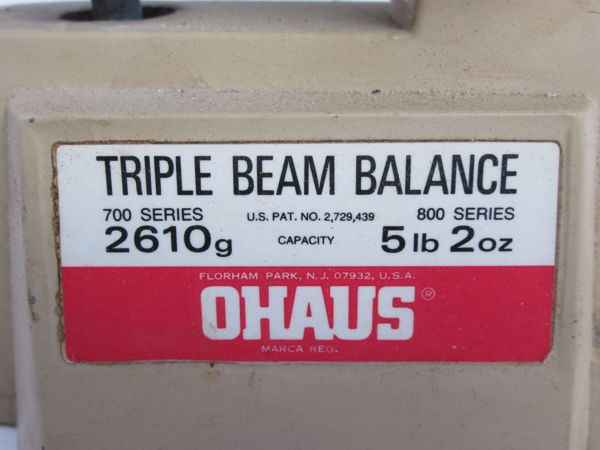 TRIPLE BEAM BALANCE
700 SERIES U.S. PAT. NO. 2,729,439 800 SERIES
2610g CAPACITY 5 lb 2 oz
FLORHAM PARK, N.J. 07932, U.S.A.
OHAUS®
MARCA REG.